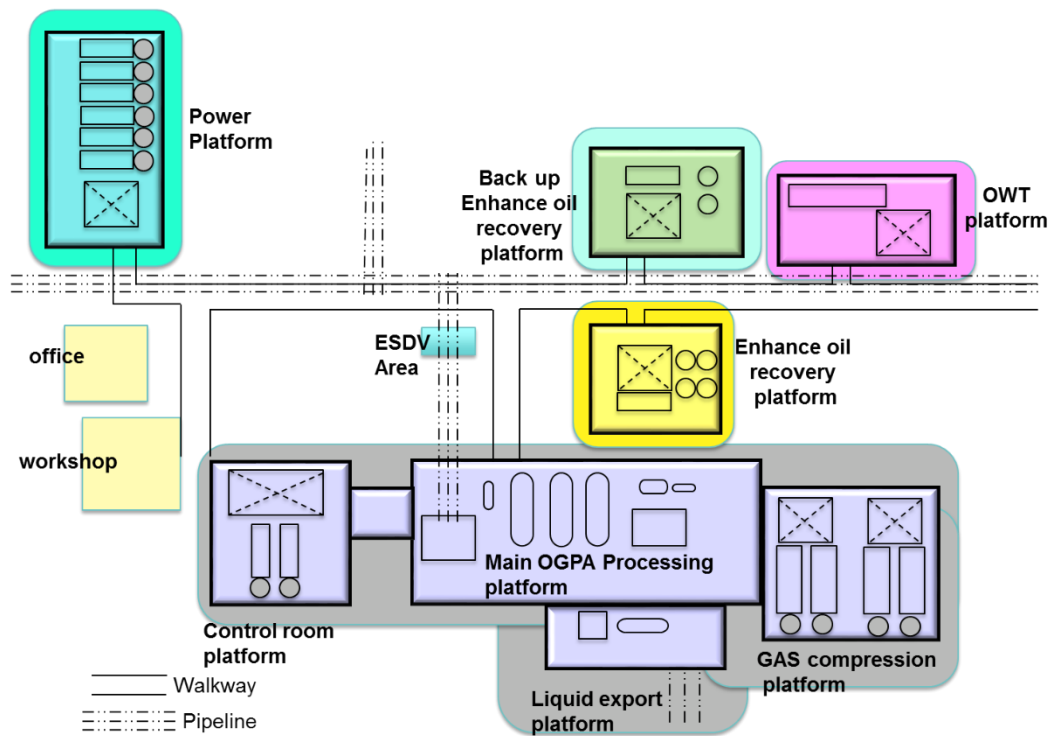 Power
Platform
Back up
Enhance oil
recovery
platform
OWT
platform
ESDV
Area
office
Enhance oil
recovery
platform
workshop
Main OGPA Processing
platform
Control room
platform
GAS compression
platform
Walkway
Liquid export
platform
Pipeline